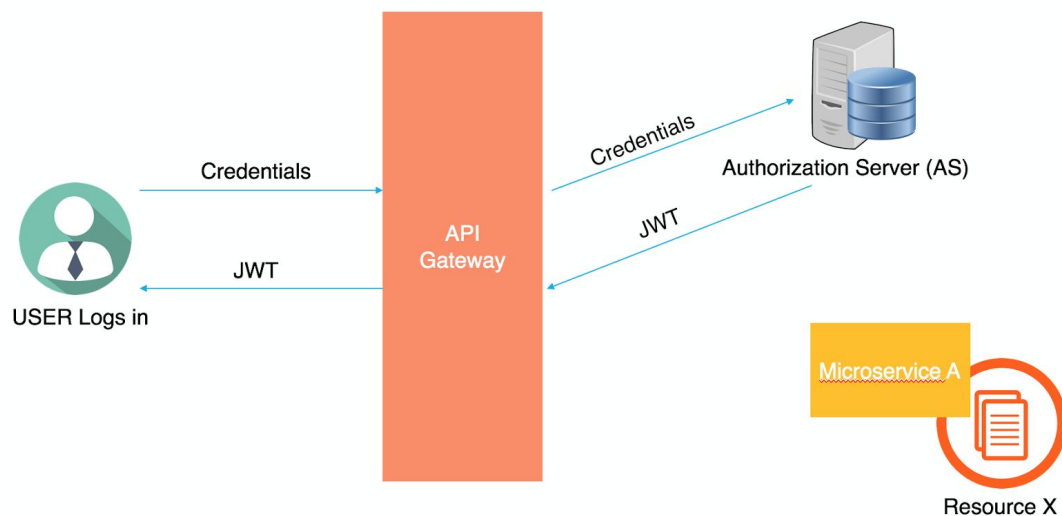 Credentials
Credentials
Authorization Server (AS)
API
Gateway
JWT
JWT
USER Logs in
Microservice A
Resource X